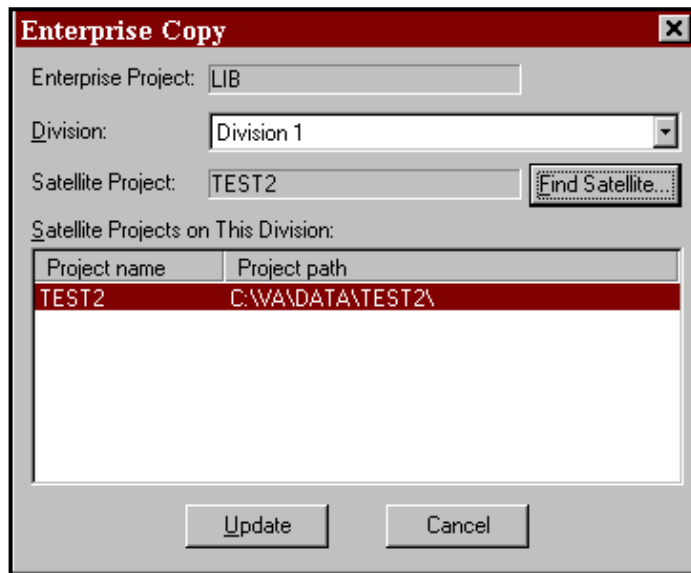 Enterprise Copy
Enterprise Project: LIB
Division: Division 1
Satellite Project: TEST2 Find Satellite...
Satellite Projects on This Division:
Project name Project path
TEST2 C:\VA\DATA\TEST2\
Update Cancel